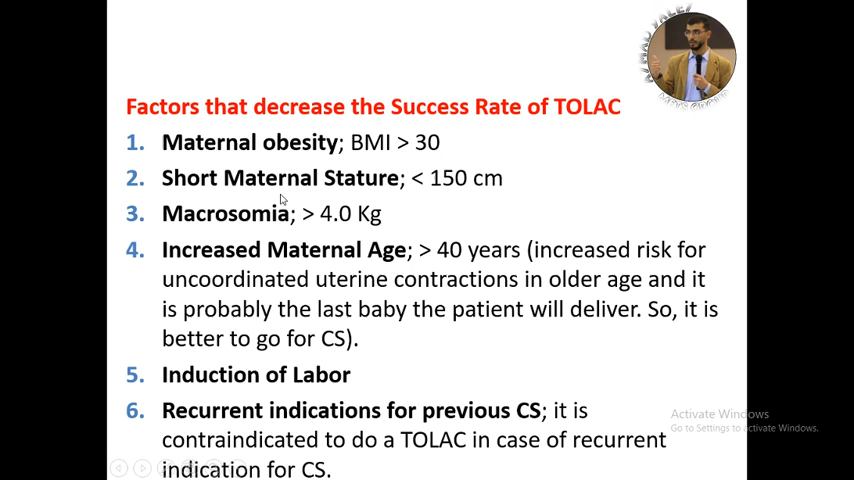 Factors that decrease the Success Rate of TOLAC
1. Maternal obesity; BMI > 30
2. Short Maternal Stature; < 150 cm
3. Macrosomia; > 4.0 Kg
4. Increased Maternal Age; > 40 years (increased risk for
uncoordinated uterine contractions in older age and it
is probably the last baby the patient will deliver. So, it is
better to go for CS).
5. Induction of Labor
6. Recurrent indications for previous CS; it is
contraindicated to do a TOLAC in case of recurrent
indication for CS.
Activate Windows
Go to Settings to activate Windows.